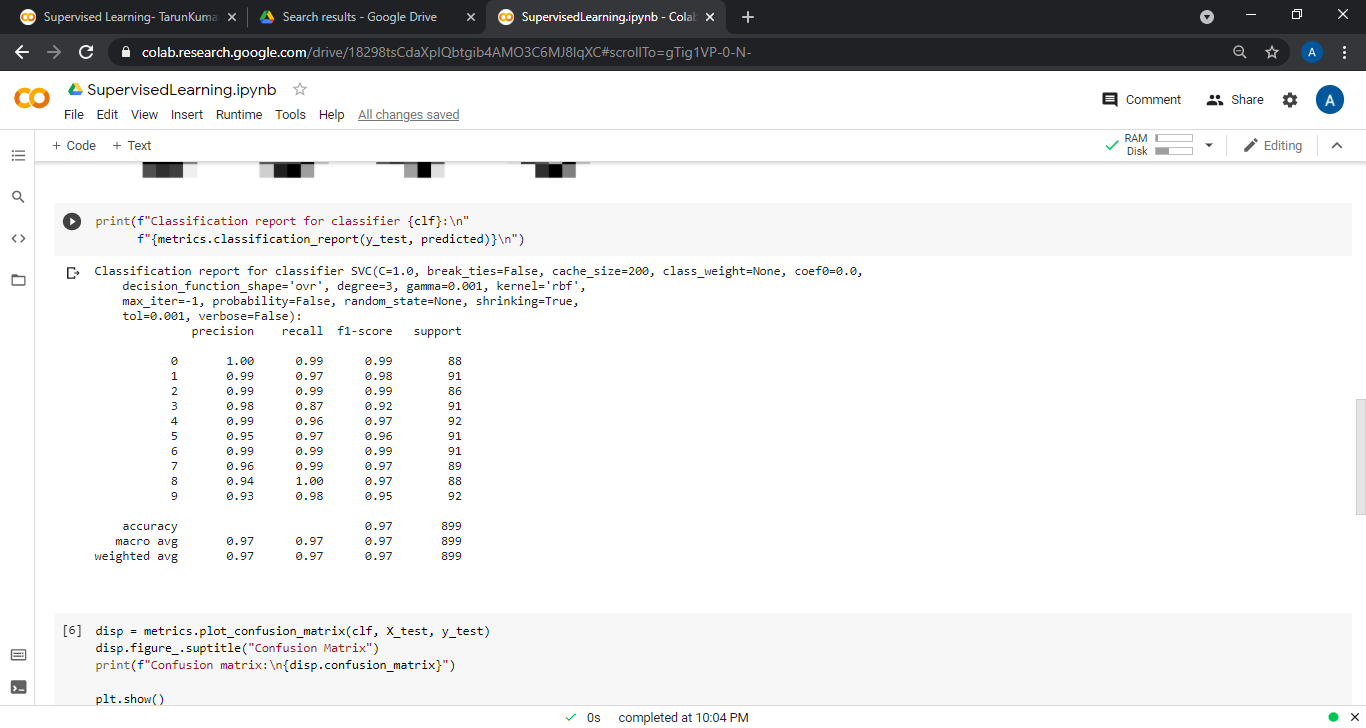 Supervised Learning- TarunKuma
Search results - Google Drive
SupervisedLearning.ipynb - Colab
colab.research.google.com/drive/18298tsCdaXpIQbtgib4AMO3C6MJ8lqXC#scrollTo=gTig1VP-0-N-
A
SupervisedLearning.ipynb
File Edit View Insert Runtime Tools Help All changes saved
Comment Share A
+ Code + Text
RAM
Disk
Editing
print(f"Classification report for classifier {clf}:\n"
f"{metrics.classification_report(y_test, predicted)}\n")
Classification report for classifier SVC(C=1.0, break_ties=False, cache_size=200, class_weight=None, coef0=0.0,
decision_function_shape='ovr', degree=3, gamma=0.001, kernel='rbf',
max_iter=-1, probability=False, random_state=None, shrinking=True,
tol=0.001, verbose=False):
precision recall f1-score support
0 1.00 0.99 0.99 88
1 0.99 0.97 0.98 91
2 0.99 0.99 0.99 86
3 0.98 0.87 0.92 91
4 0.99 0.96 0.97 92
5 0.95 0.97 0.96 91
6 0.99 0.99 0.99 91
7 0.96 0.99 0.97 89
8 0.94 1.00 0.97 88
9 0.93 0.98 0.95 92
accuracy 0.97 899
macro avg 0.97 0.97 0.97 899
weighted avg 0.97 0.97 0.97 899
[6] disp = metrics.plot_confusion_matrix(clf, X_test, y_test)
disp.figure_.suptitle("Confusion Matrix")
print(f"Confusion matrix:\n{disp.confusion_matrix}")
plt.show()
0s completed at 10:04 PM